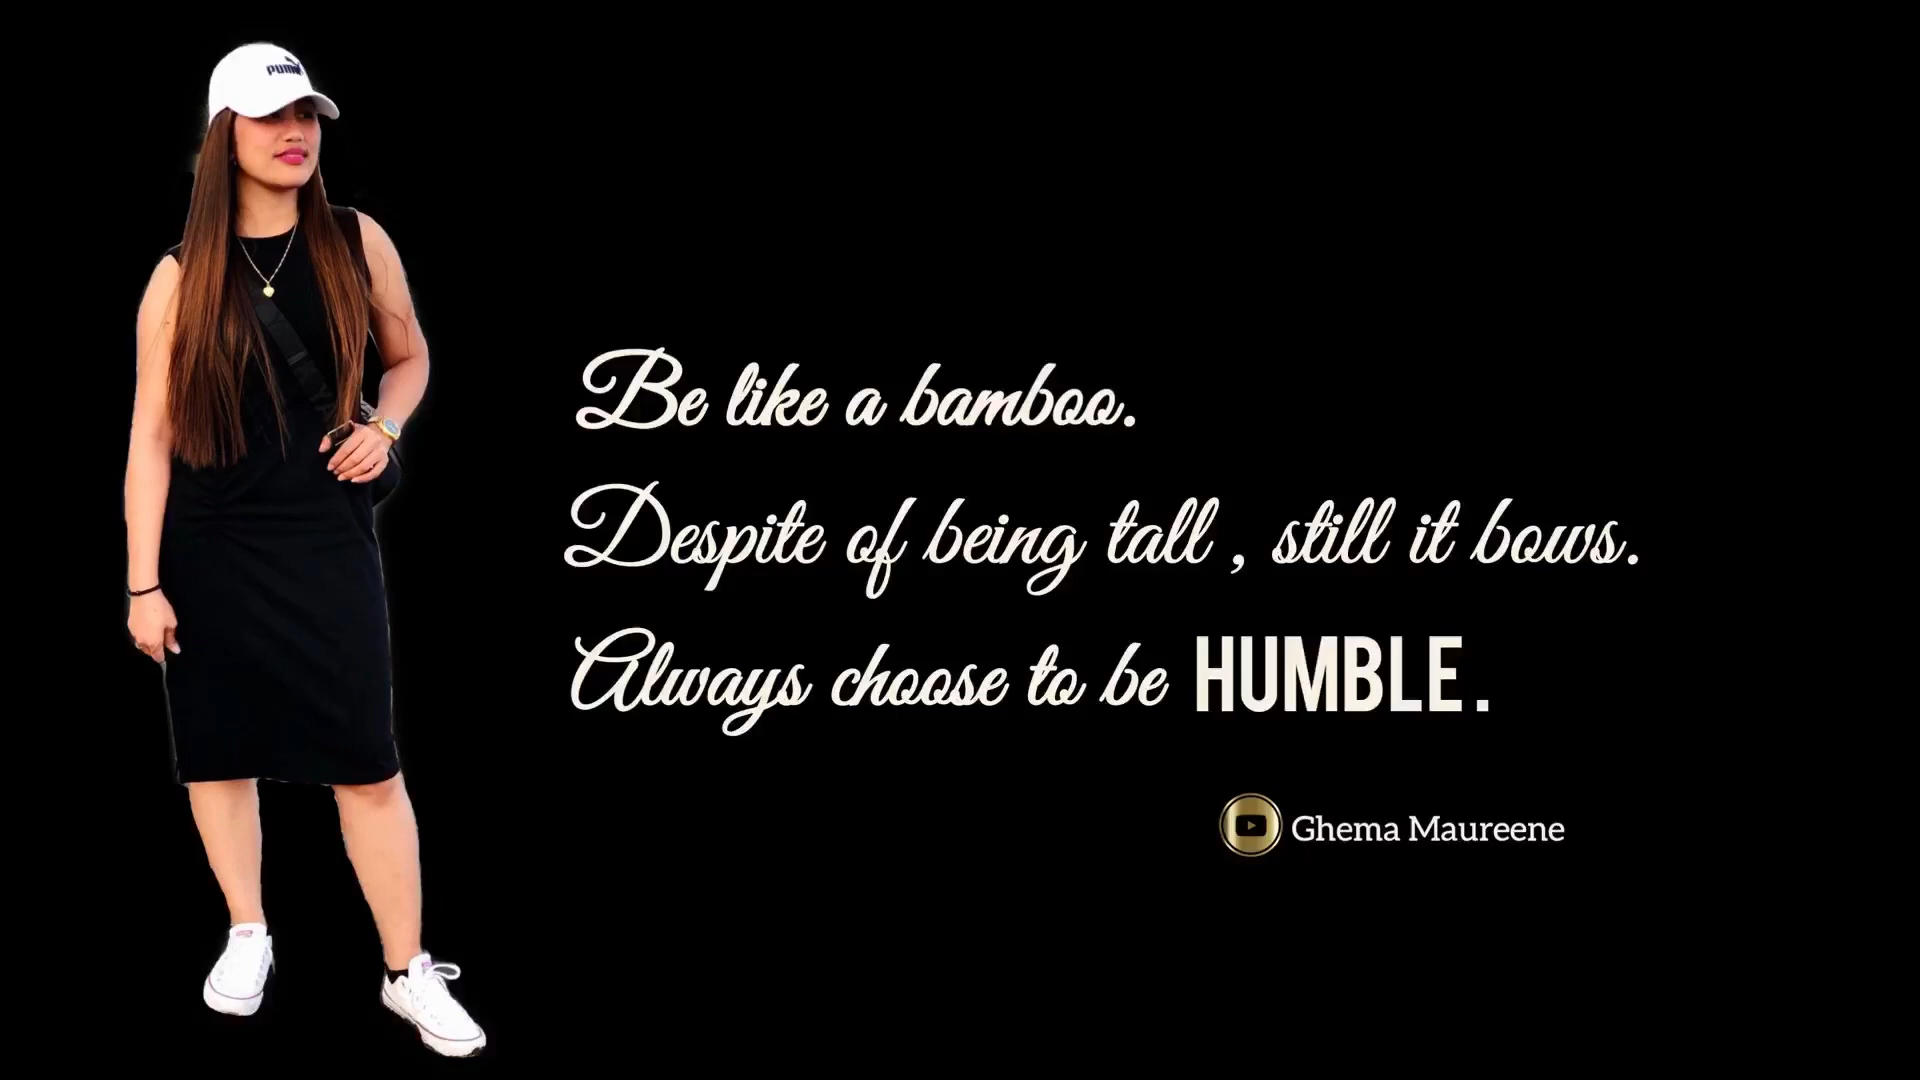 PUMA
Be like a bamboo.
Despite of being tall , still it bows.
Always choose to be HUMBLE.
Ghema Maureene